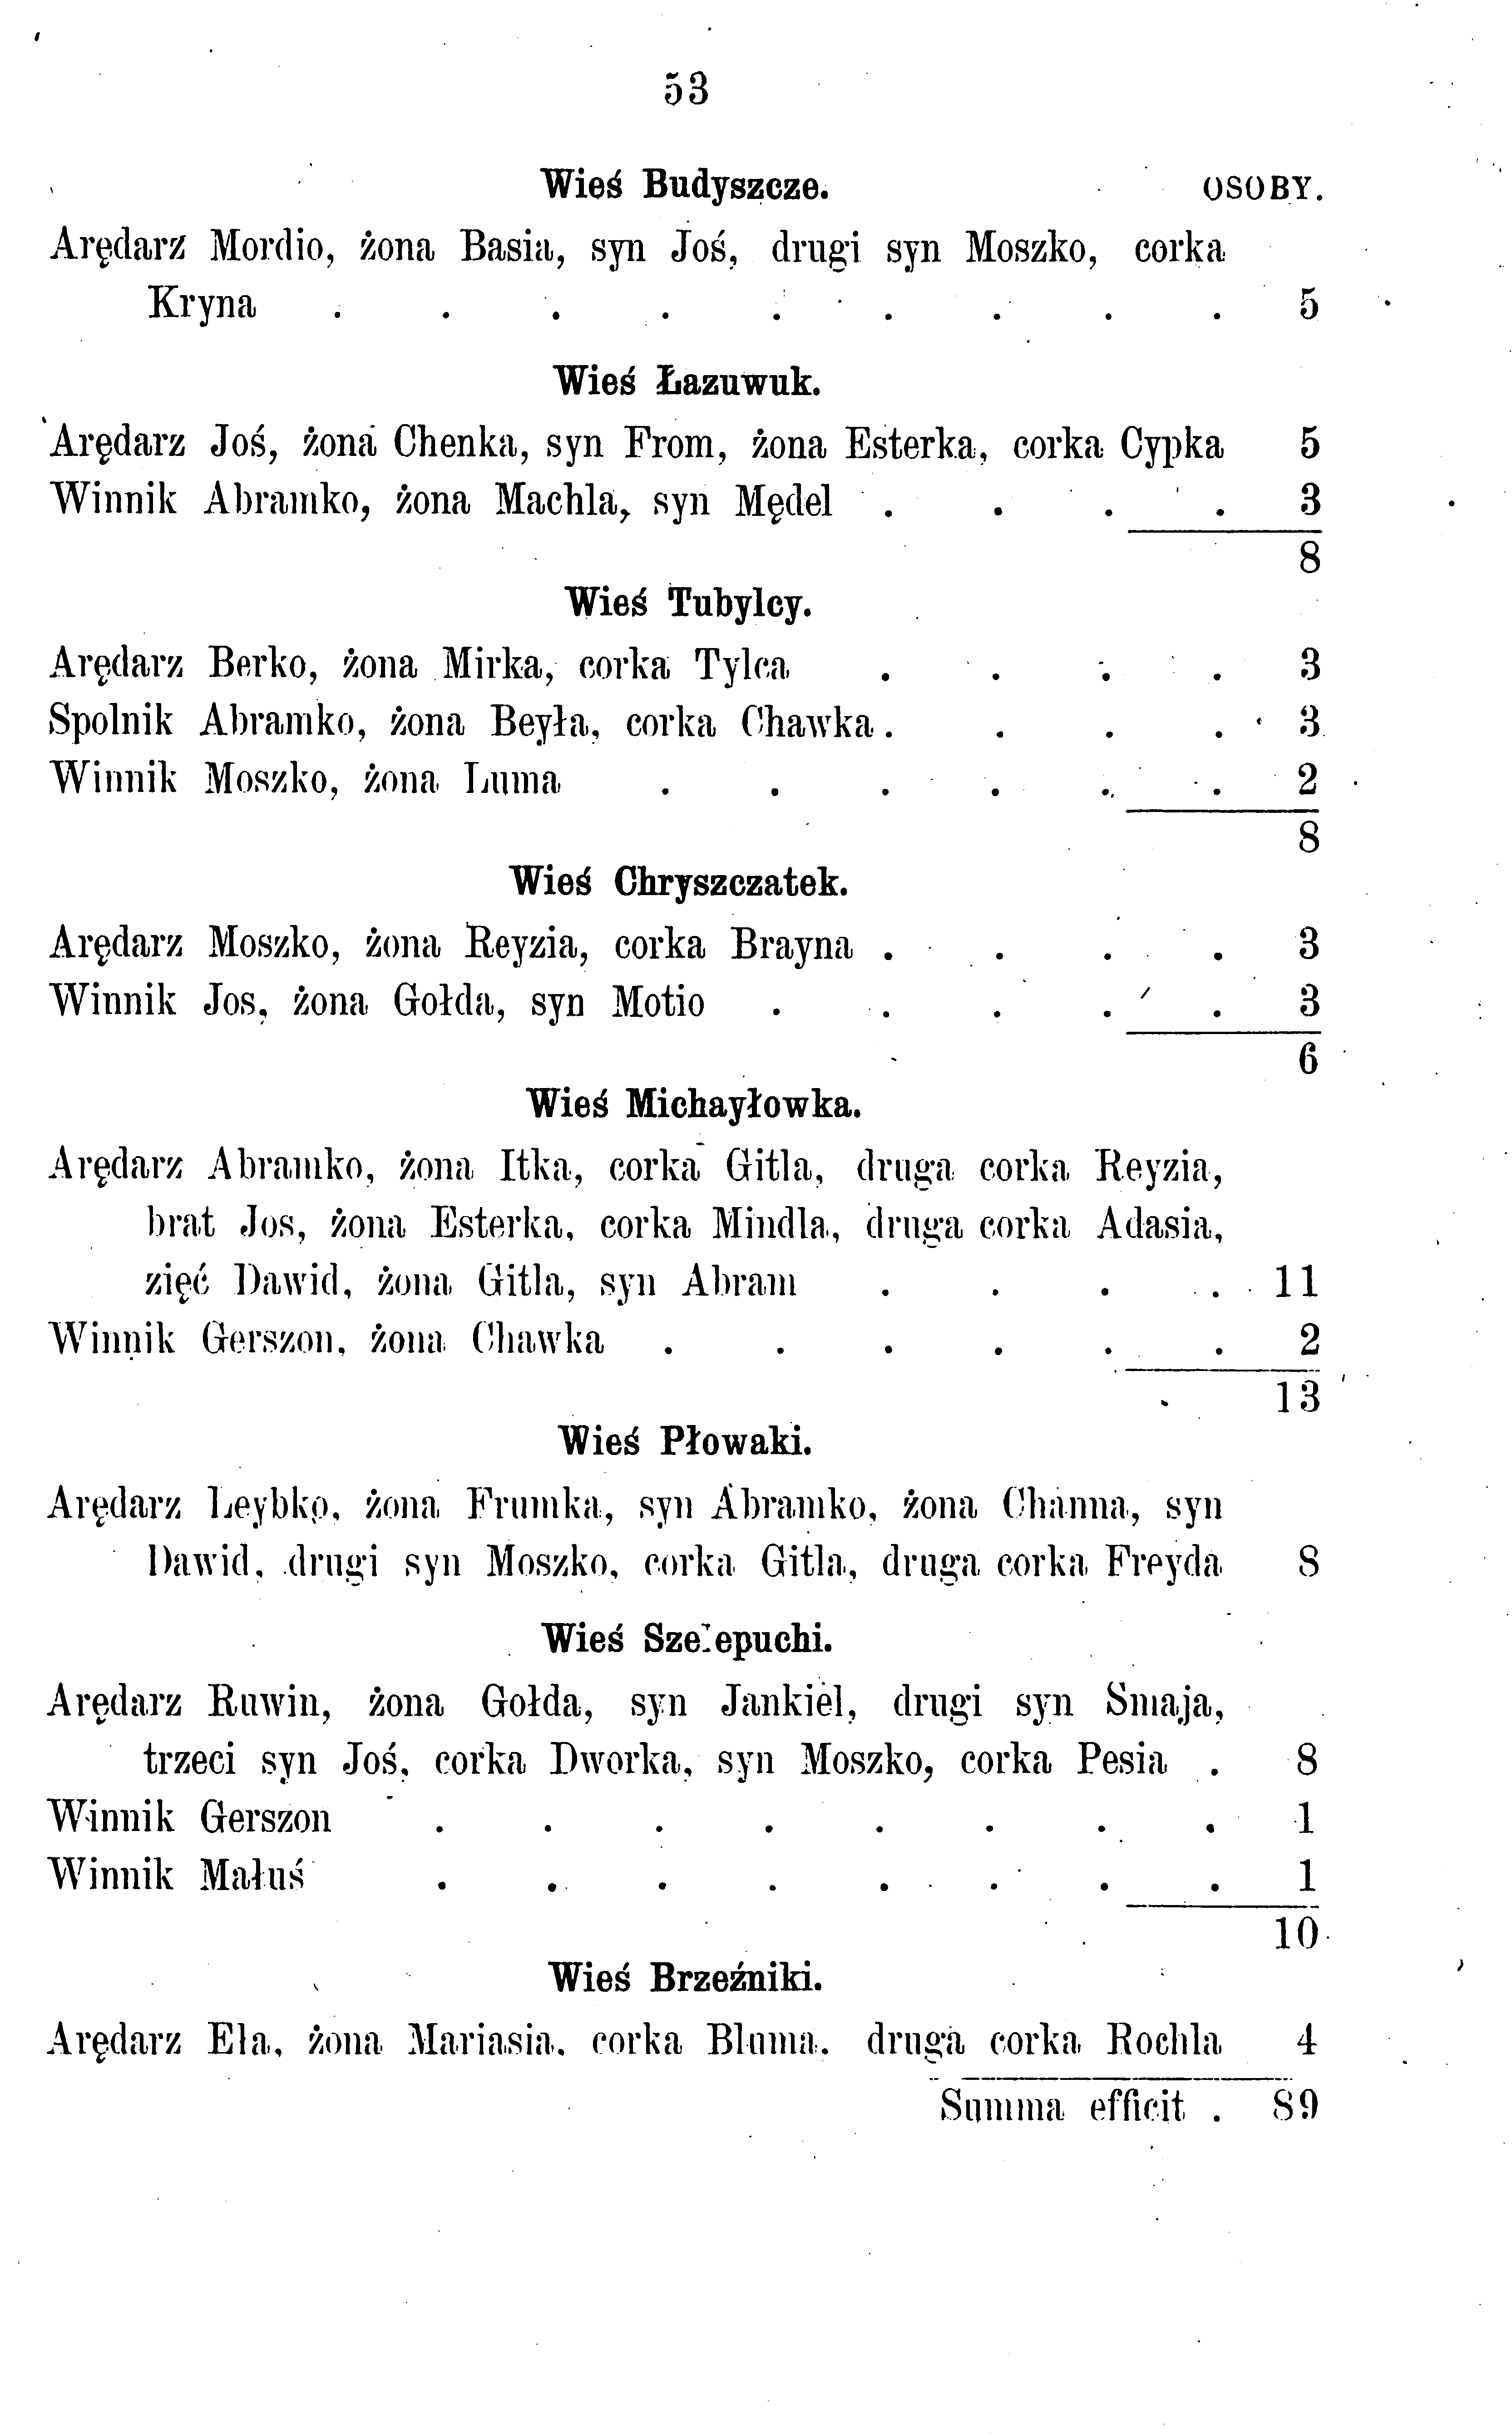 53
Wieś Budyszcze. OSOBY.
Arędarz Mordio, żona Basia, syn Joś, drugi syn Moszko, corka
Kryna . . . . . . . . . 5
Wieś Łazuwuk.
Arędarz Joś, żona Chenka, syn From, żona Esterka, corka Cypka 5
Winnik Abramko, żona Machla, syn Mędel . . . . 3
8
Wieś Tubylcy.
Arędarz Berko, żona Mirka, corka Tylca . . . . 3
Spolnik Abramko, żona Beyła, corka Chawka . . . . 3
Winnik Moszko, żona Luma . . . . . . 2
8
Wieś Chryszczatek.
Arędarz Moszko, żona Reyzia, corka Brayna . . . . 3
Winnik Jos, żona Gołda, syn Motio . . . . . 3
6
Wieś Michayłowka.
Arędarz Abramko, żona Itka, corka Gitla, druga corka Reyzia,
brat Jos, żona Esterka, corka Mindla, druga corka Adasia,
zięć Dawid, żona Gitla, syn Abram . . . . 11
Winnik Gerszon, żona Chawka . . . . . . 2
13
Wieś Płowaki.
Arędarz Leybko, żona Frumka, syn Abramko, żona Channa, syn
Dawid, drugi syn Moszko, corka Gitla, druga corka Freyda 8
Wieś Szelepuchi.
Arędarz Ruwin, żona Gołda, syn Jankiel, drugi syn Smaja,
trzeci syn Joś, corka Dworka, syn Moszko, corka Pesia . 8
Winnik Gerszon . . . . . . . . 1
Winnik Małuś . . . . . . . . 1
10
Wieś Brzeźniki.
Arędarz Ela, żona Mariasia, corka Bluma, druga corka Rochla 4
Summa efficit . 89